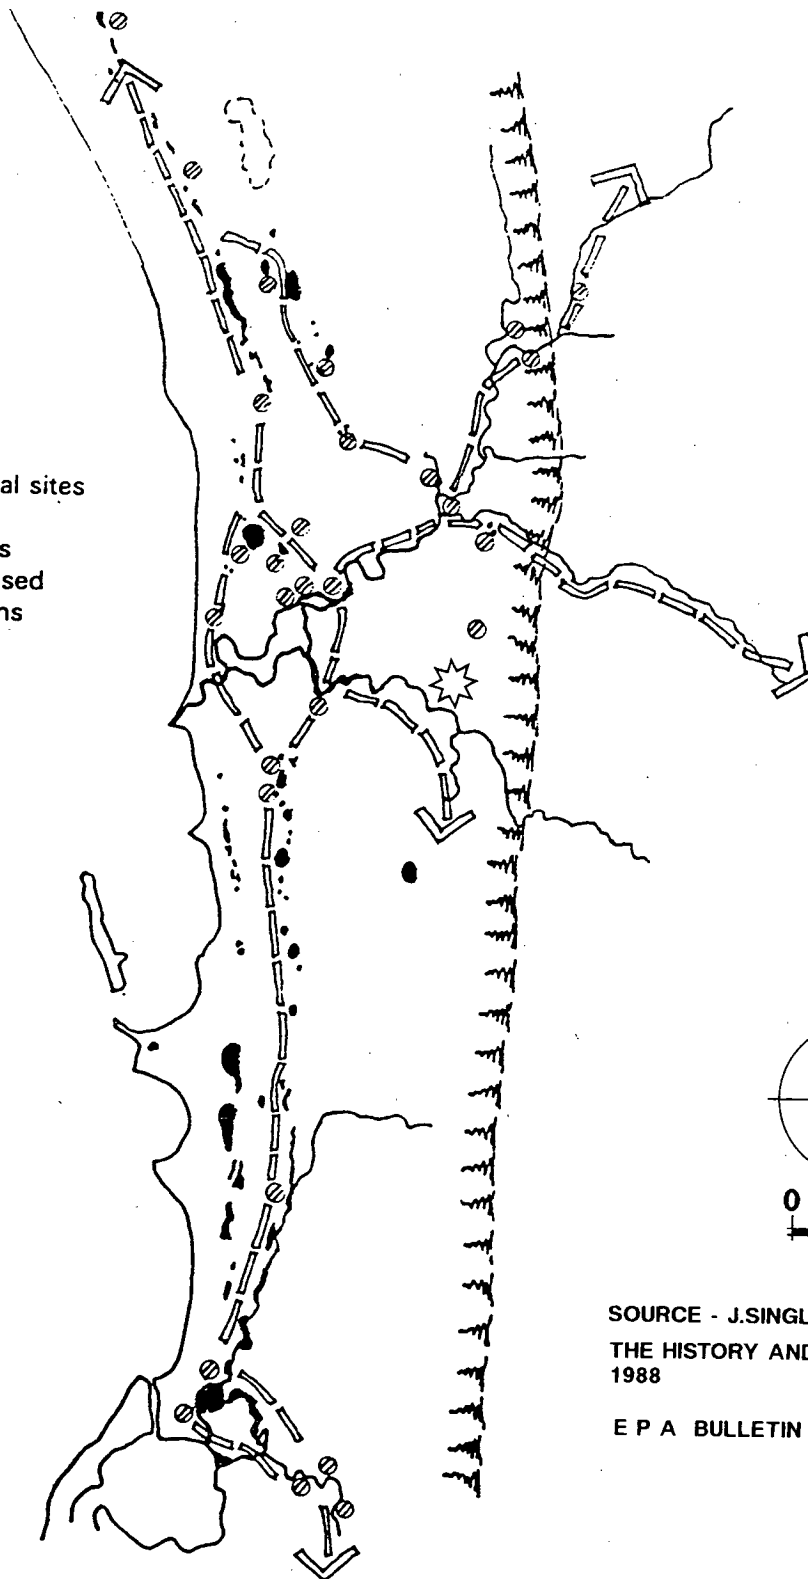 al sites
s
sed
ns
0
SOURCE - J.SINGL
THE HISTORY AND
1988
E P A BULLETIN